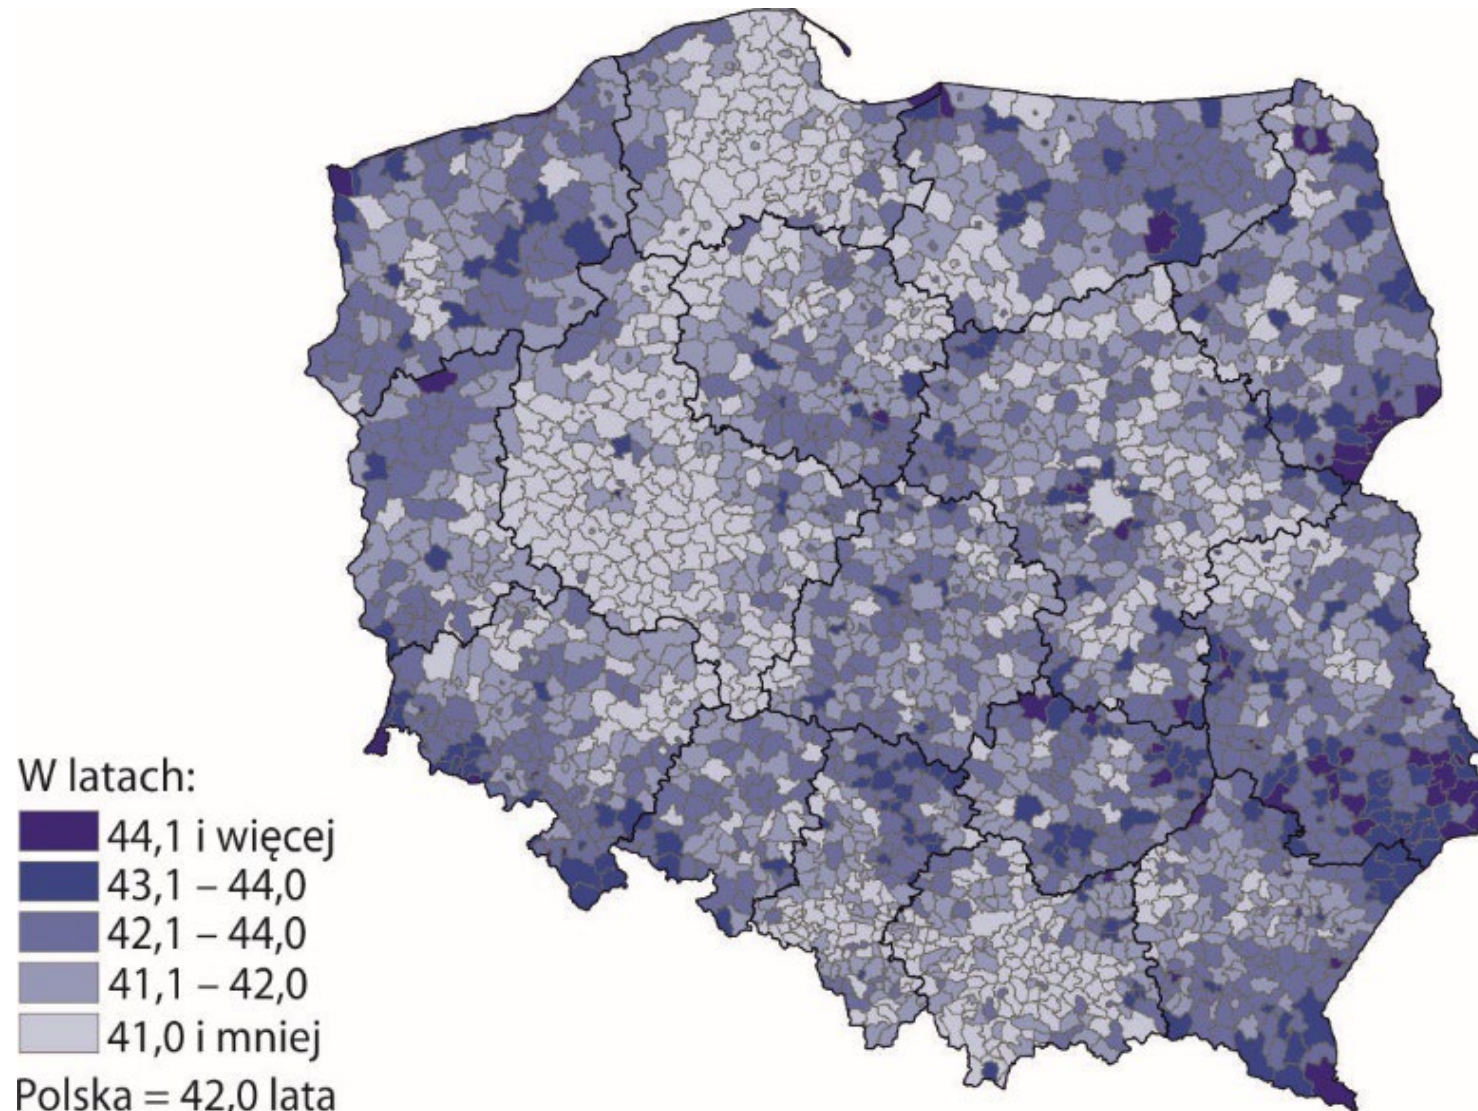 W latach:
44,1 i więcej
43,1 – 44,0
42,1 – 44,0
41,1 – 42,0
41,0 i mniej
Polska = 42,0 lata